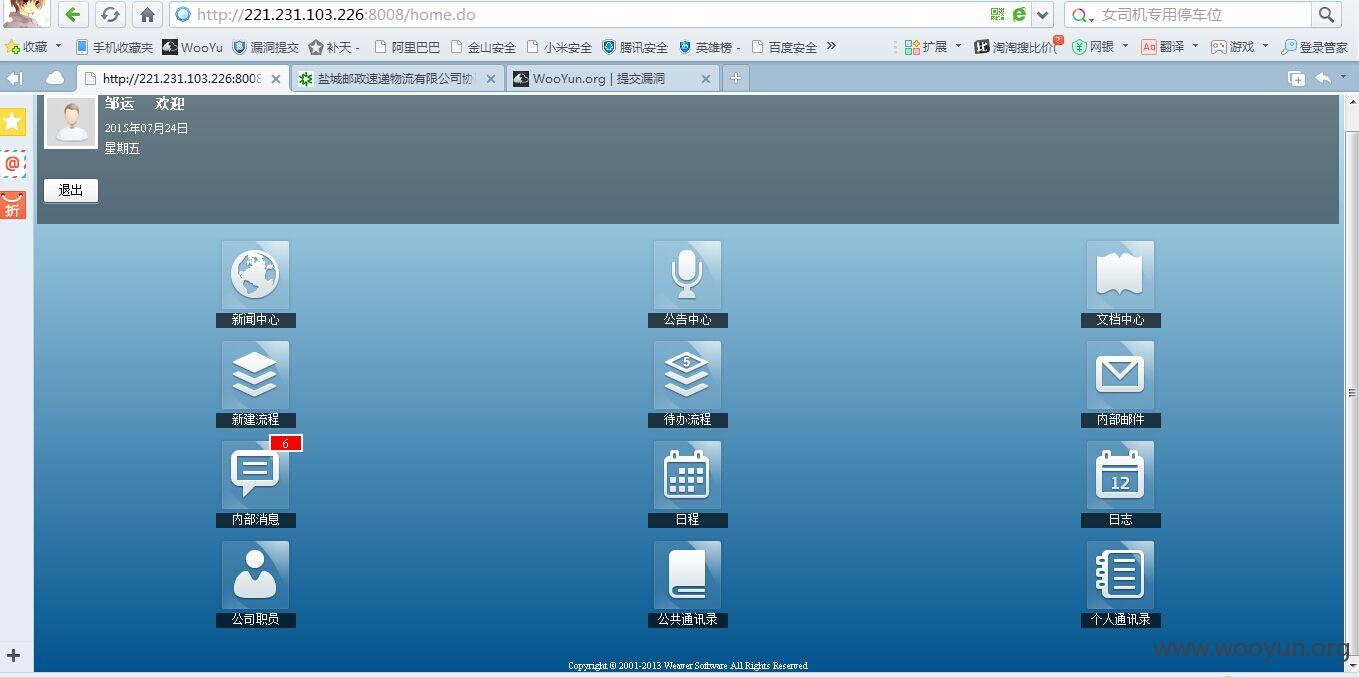 http://221.231.103.226:8008/home.do
女司机专用停车位
收藏 手机收藏夹 WooYu 漏洞提交 补天 - 阿里巴巴 金山安全 小米安全 腾讯安全 英雄榜 - 百度安全 » 扩展 淘淘搜比价( 网银 Aa 翻译 游戏 登录管家
http://221.231.103.226:8008 盐城邮政速递物流有限公司协 WooYun.org | 提交漏洞
邹运 欢迎
2015年07月24日
@
星期五
退出
折
新闻中心 公告中心 文档中心
5
新建流程 待办流程 内部邮件
6
12
内部消息 日程 日志
公司职员 公共通讯录 个人通讯录
www.wooyun.org
Copyright © 2001-2013 Weaver Software All Rights Reserved